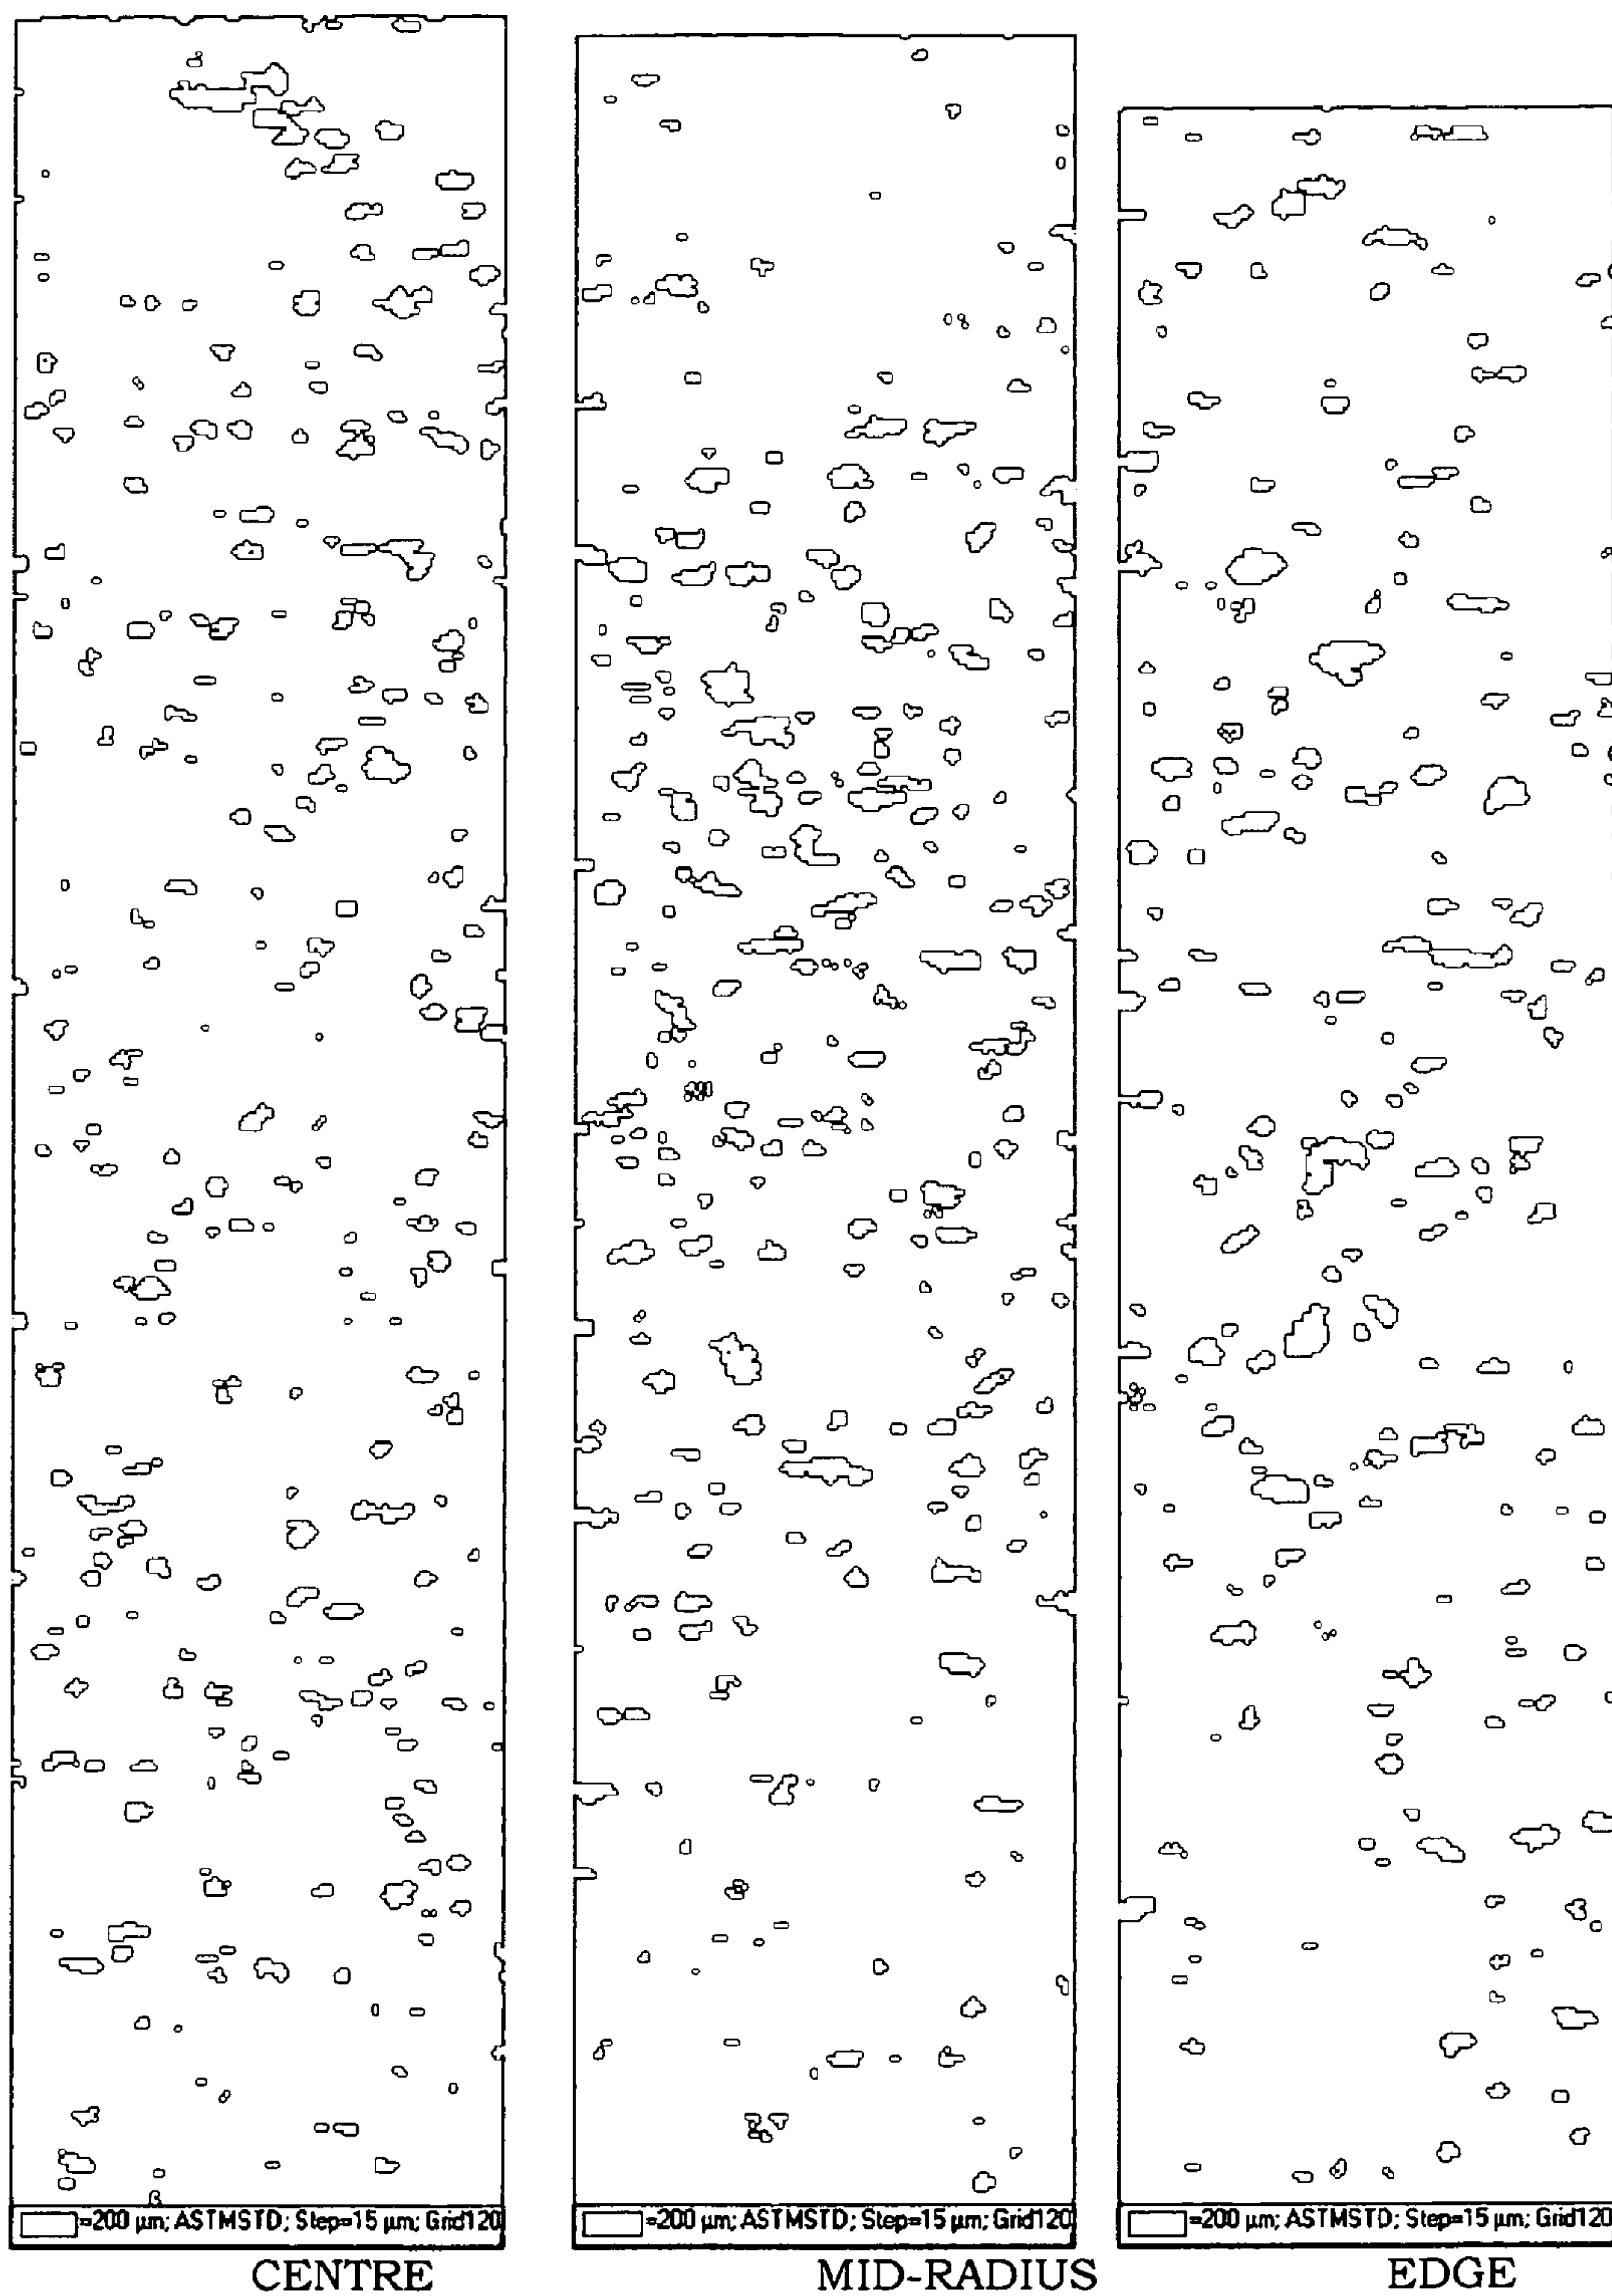 =200 µm; ASTMSTD; Step=15 µm; Grid120
=200 µm; ASTMSTD; Step=15 µm; Grid120
=200 µm; ASTMSTD; Step=15 µm; Grid120
CENTRE
MID-RADIUS
EDGE